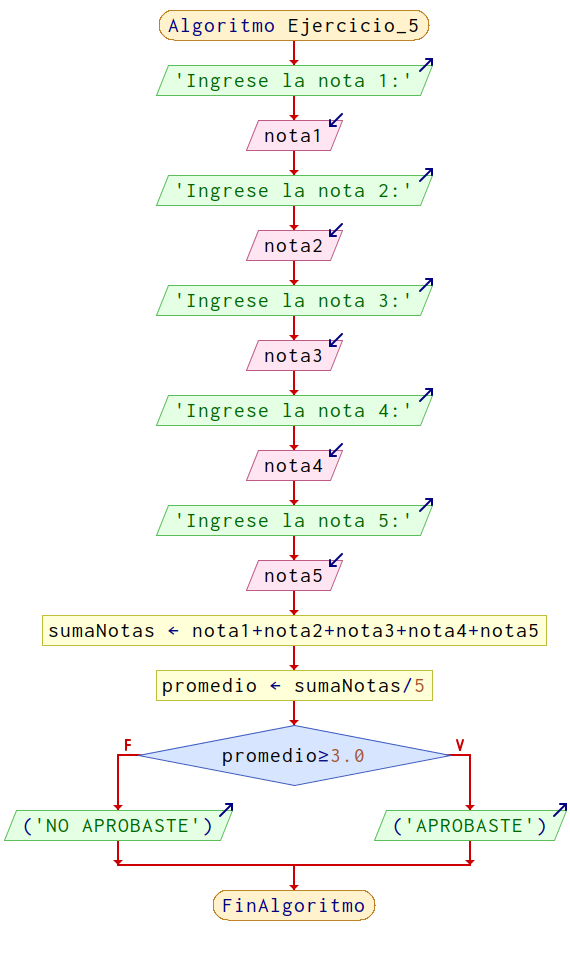 Algoritmo Ejercicio_5
'Ingrese la nota 1:'
nota1
'Ingrese la nota 2:'
nota2
'Ingrese la nota 3:'
nota3
'Ingrese la nota 4:'
nota4
'Ingrese la nota 5:'
nota5
sumaNotas ← nota1+nota2+nota3+nota4+nota5
promedio ← sumaNotas/5
F
V
promedio≥3.0
('NO APROBASTE')
('APROBASTE')
FinAlgoritmo